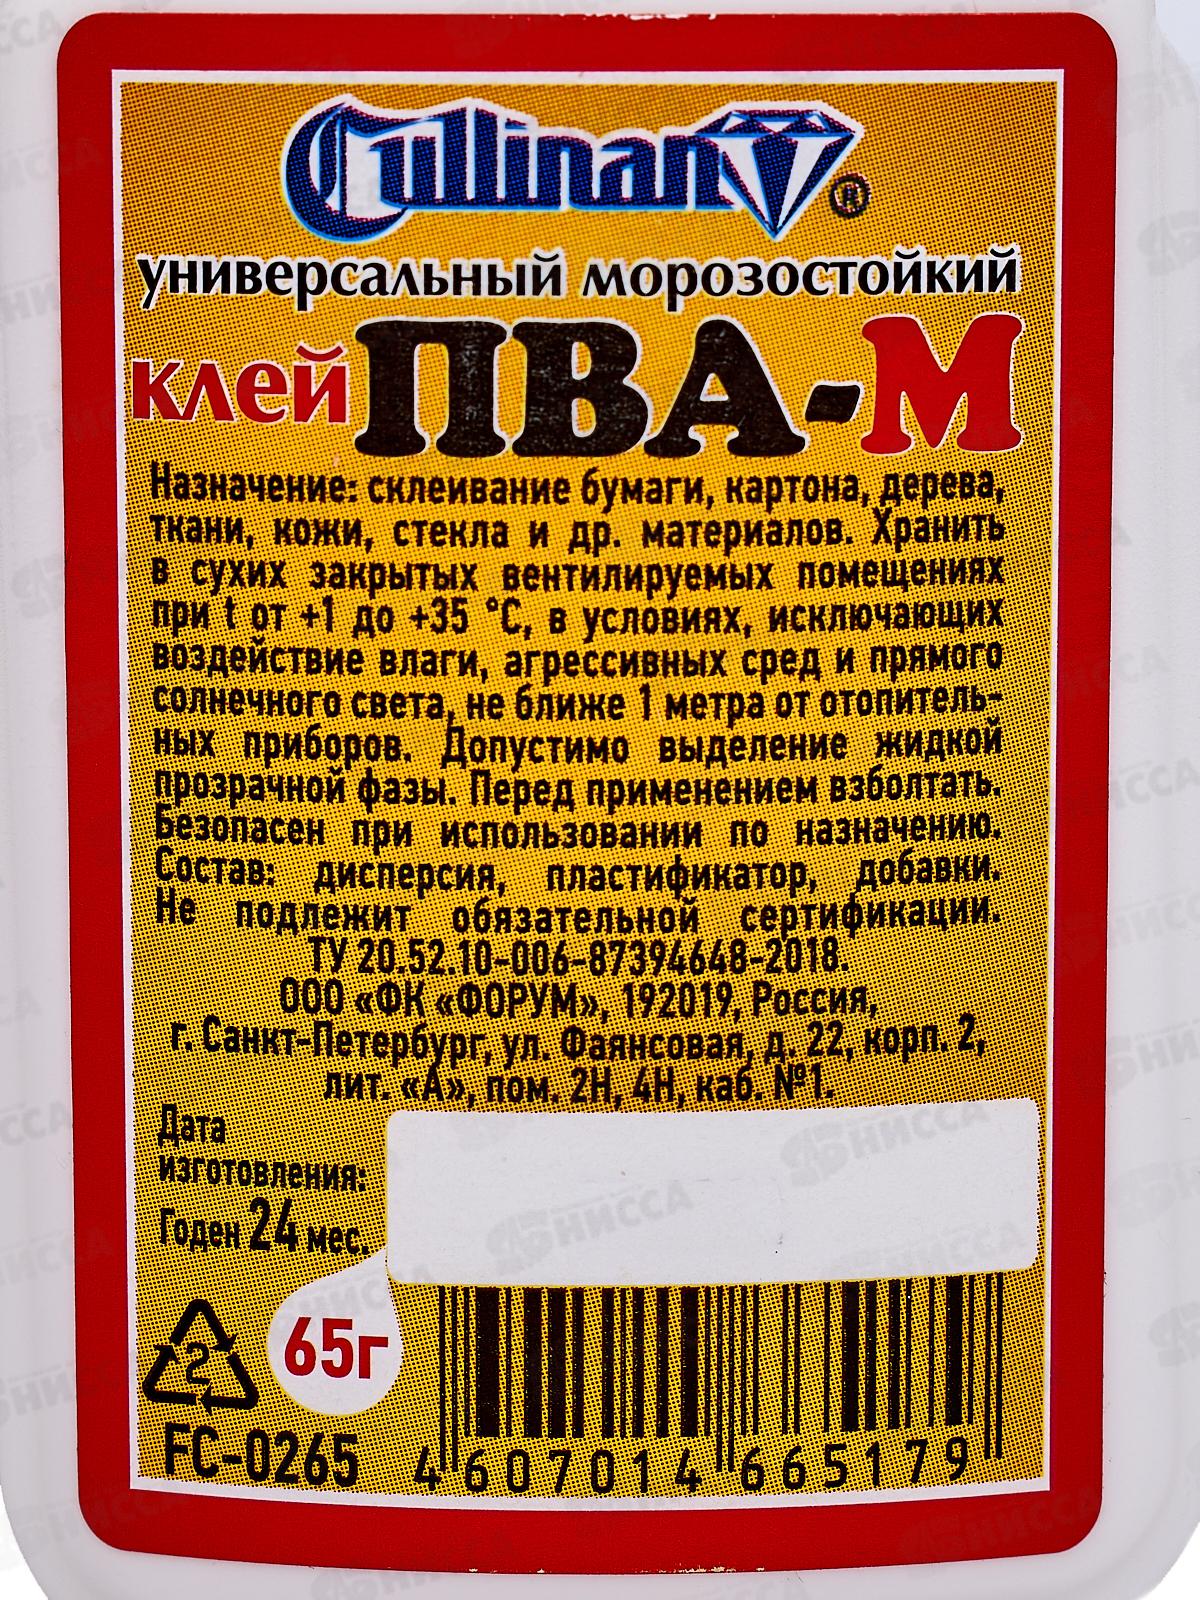 Cullinan ®
универсальный морозостойкий
клей ПВА-М
Назначение: склеивание бумаги, картона, дерева,
ткани, кожи, стекла и др. материалов. Хранить
в сухих закрытых вентилируемых помещениях
при t от +1 до +35 °С, в условиях, исключающих
воздействие влаги, агрессивных сред и прямого
солнечного света, не ближе 1 метра от отопитель-
ных приборов. Допустимо выделение жидкой
прозрачной фазы. Перед применением взболтать.
Безопасен при использовании по назначению.
Состав: дисперсия, пластификатор, добавки.
Не подлежит обязательной сертификации.
ТУ 20.52.10-006-87394648-2018.
ООО «ФК «ФОРУМ», 192019, Россия,
г. Санкт-Петербург, ул. Фаянсовая, д. 22, корп. 2,
лит. «А», пом. 2Н, 4Н, каб. №1.
Дата
изготовления:
Годен 24 мес.
65г
2
FC-0265
4 607014 665179
НИССА